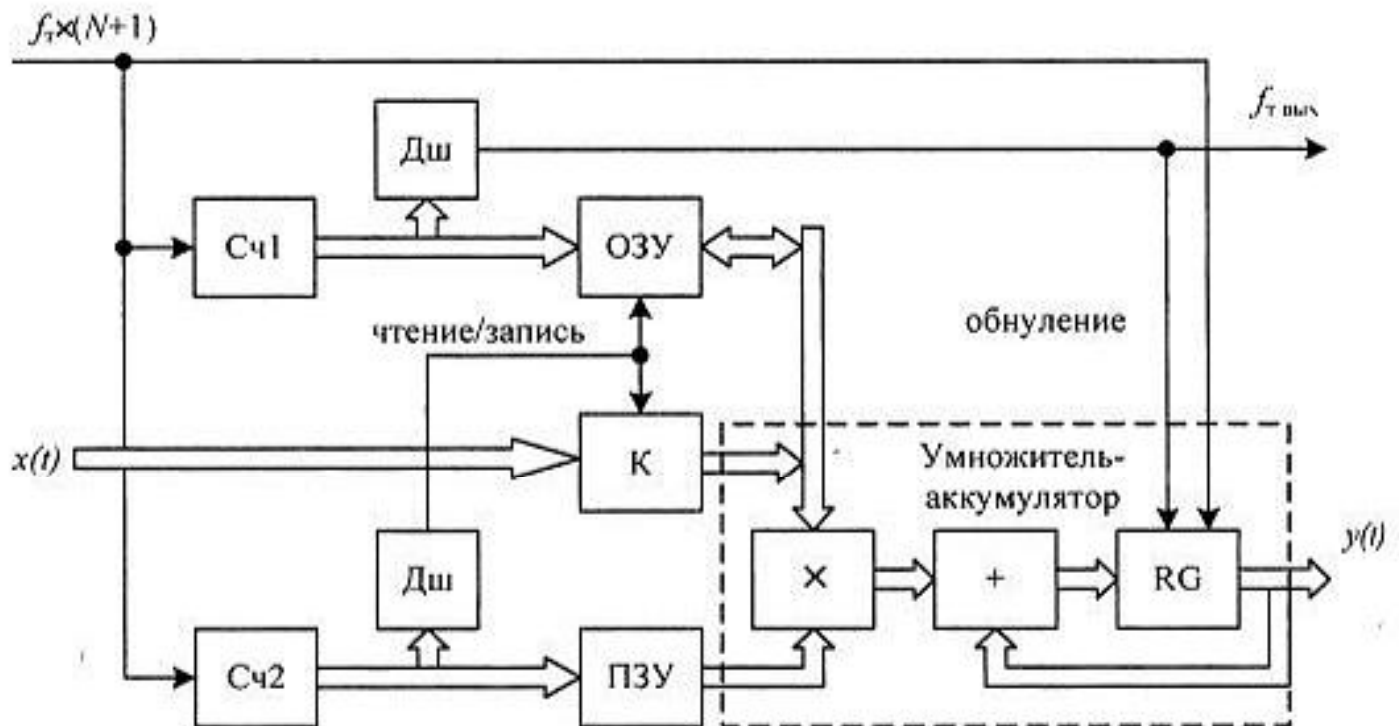 fт×(N+1)
fт вых
Дш
Сч1
ОЗУ
чтение/запись
обнуление
x(t)
К
Умножитель-
аккумулятор
Дш
×
+
RG
y(t)
Сч2
ПЗУ